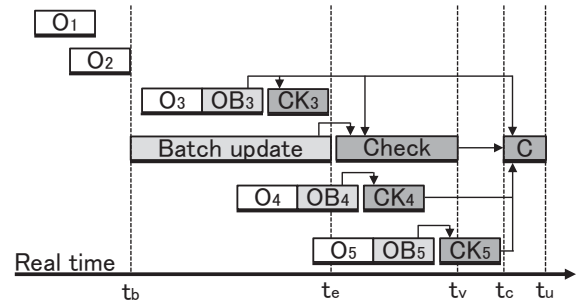 O1
O2
O3 OB3 CK3
Batch update Check C
O4 OB4 CK4
O5 OB5 CK5
Real time
tb te tv tc tu